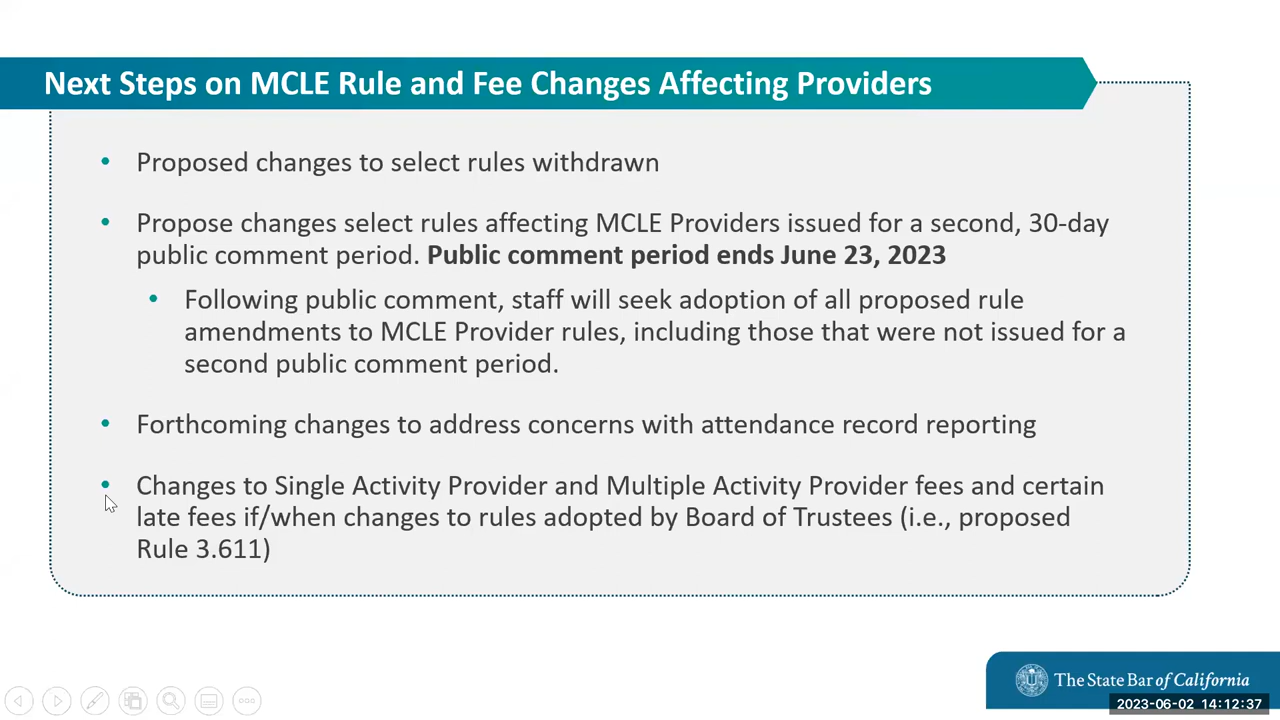 Next Steps on MCLE Rule and Fee Changes Affecting Providers
• Proposed changes to select rules withdrawn
• Propose changes select rules affecting MCLE Providers issued for a second, 30-day
public comment period. Public comment period ends June 23, 2023
• Following public comment, staff will seek adoption of all proposed rule
amendments to MCLE Provider rules, including those that were not issued for a
second public comment period.
• Forthcoming changes to address concerns with attendance record reporting
• Changes to Single Activity Provider and Multiple Activity Provider fees and certain
late fees if/when changes to rules adopted by Board of Trustees (i.e., proposed
Rule 3.611)
The State Bar of California
2023-06-02 14:12:37